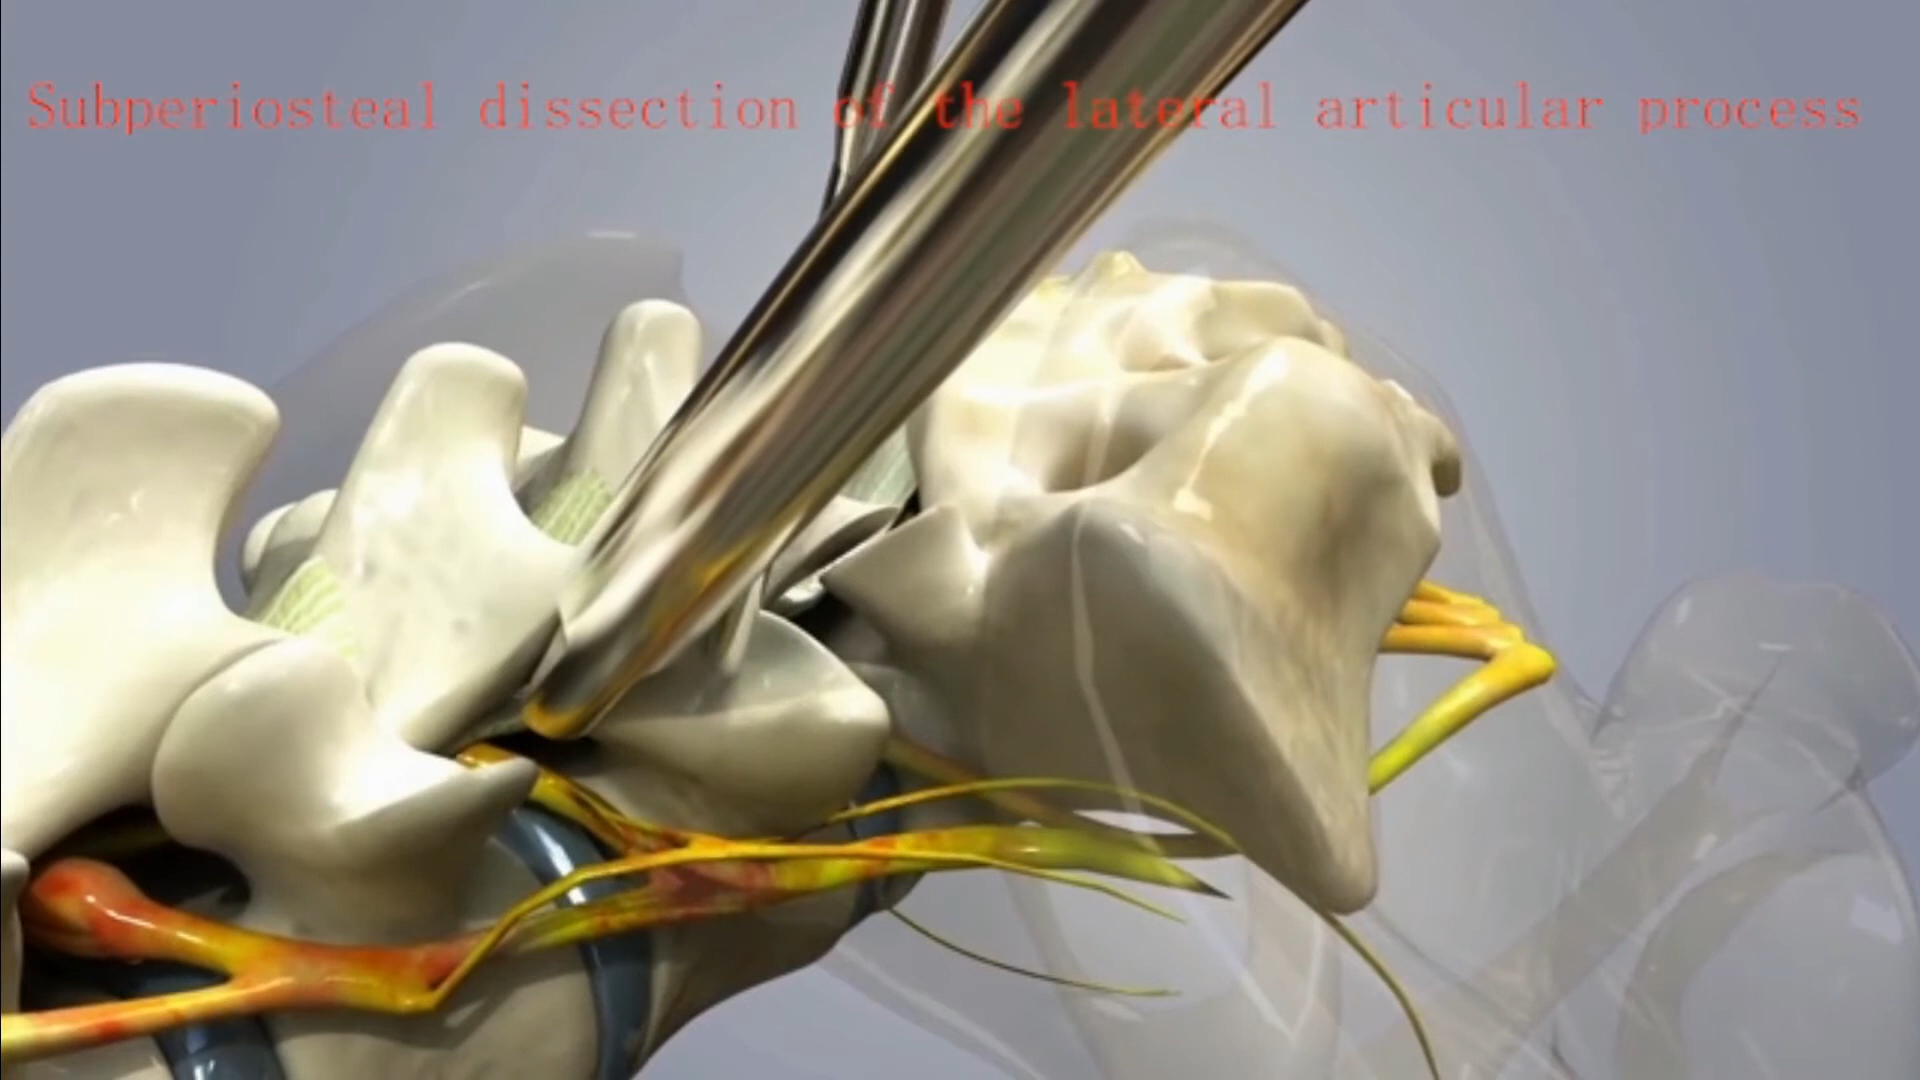 Subperiosteal dissection of the lateral articular process